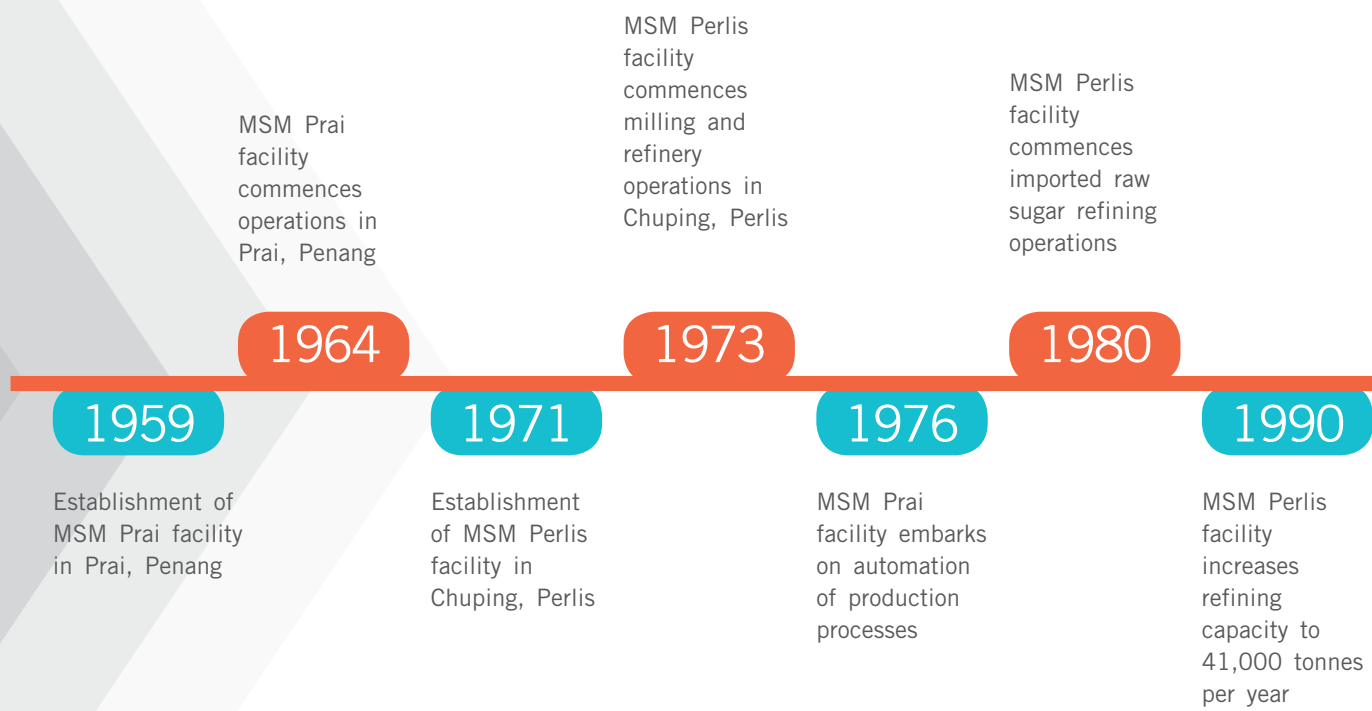 1959
Establishment of
MSM Prai facility
in Prai, Penang
MSM Prai
facility
commences
operations in
Prai, Penang
1964
1971
Establishment
of MSM Perlis
facility in
Chuping, Perlis
MSM Perlis
facility
commences
milling and
refinery
operations in
Chuping, Perlis
1973
1976
MSM Prai
facility embarks
on automation
of production
processes
MSM Perlis
facility
commences
imported raw
sugar refining
operations
1980
1990
MSM Perlis
facility
increases
refining
capacity to
41,000 tonnes
per year